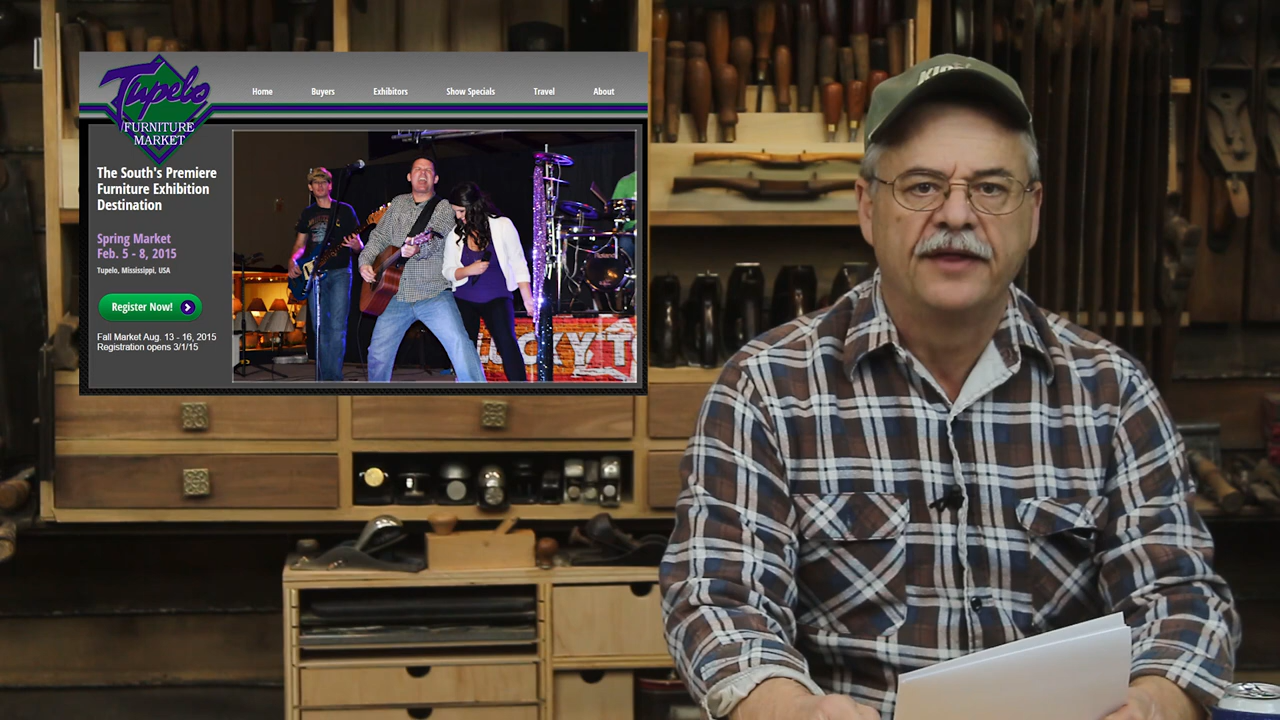 Tupelo
FURNITURE
MARKET
Home Buyers Exhibitors Show Specials Travel About
The South's Premiere
Furniture Exhibition
Destination
Spring Market
Feb. 5 - 8, 2015
Tupelo, Mississippi, USA
Register Now!
Fall Market Aug. 13 - 16, 2015
Registration opens 3/1/15